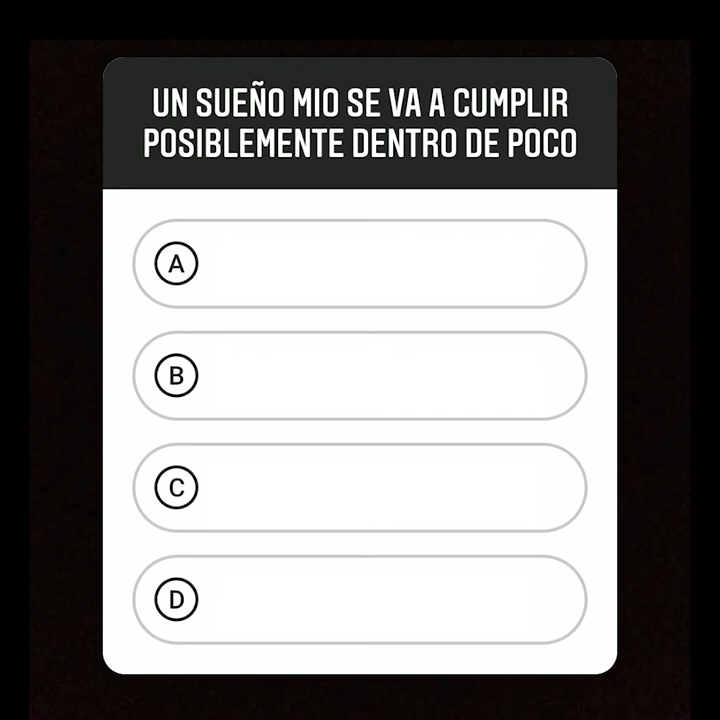 UN SUEÑO MIO SE VA A CUMPLIR
POSIBLEMENTE DENTRO DE POCO
A
B
C
D